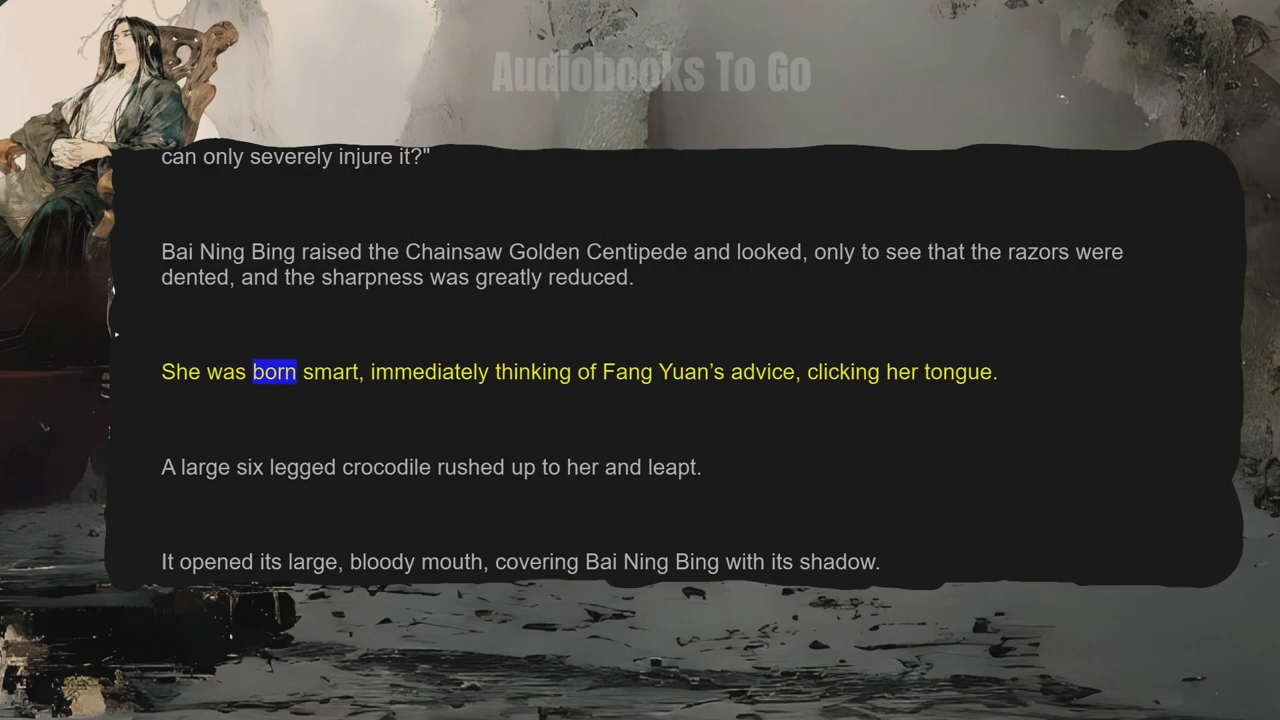 Audiobooks To Go
can only severely injure it?"
Bai Ning Bing raised the Chainsaw Golden Centipede and looked, only to see that the razors were
dented, and the sharpness was greatly reduced.
She was born smart, immediately thinking of Fang Yuan’s advice, clicking her tongue.
A large six legged crocodile rushed up to her and leapt.
It opened its large, bloody mouth, covering Bai Ning Bing with its shadow.